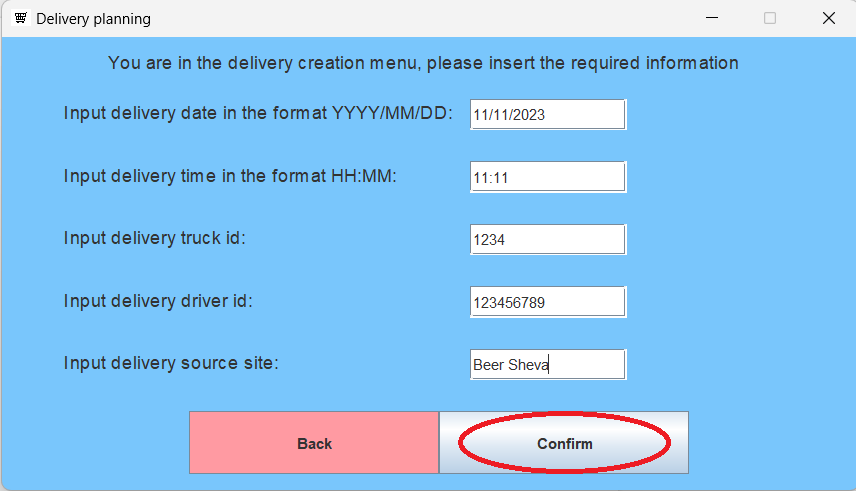 Delivery planning
You are in the delivery creation menu, please insert the required information
Input delivery date in the format YYYY/MM/DD: 11/11/2023
Input delivery time in the format HH:MM: 11:11
Input delivery truck id: 1234
Input delivery driver id: 123456789
Input delivery source site: Beer Sheva
Back Confirm